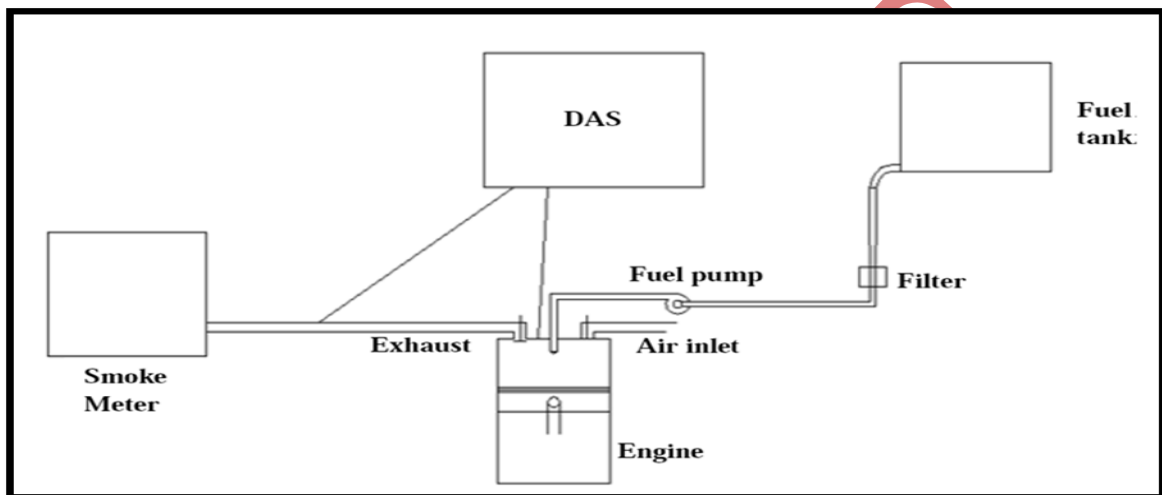 DAS
Fuel
tank:
Fuel pump
Filter
Exhaust
Air inlet
Smoke
Meter
Engine